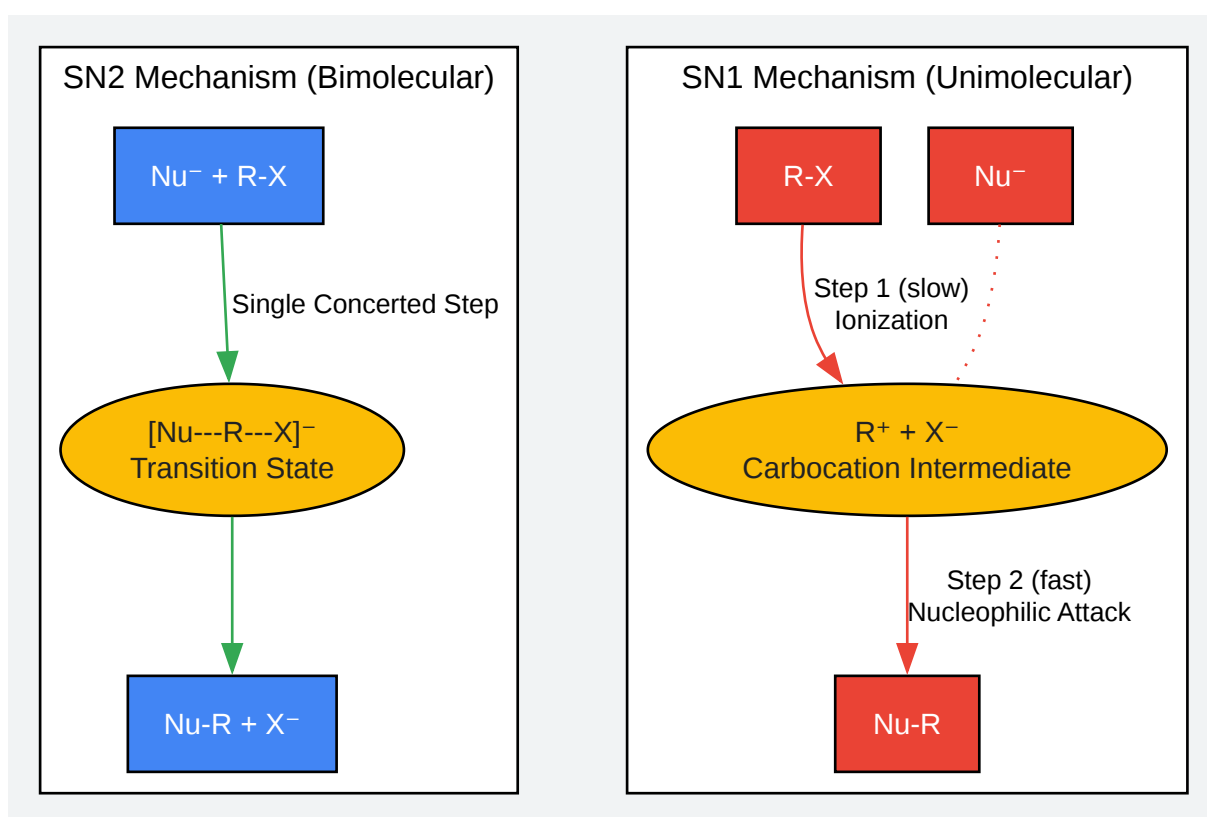 SN2 Mechanism (Bimolecular)
Nu⁻ + R-X
Single Concerted Step
[Nu---R---X]⁻
Transition State
Nu-R + X⁻
SN1 Mechanism (Unimolecular)
R-X
Nu⁻
Step 1 (slow)
Ionization
R⁺ + X⁻
Carbocation Intermediate
Step 2 (fast)
Nucleophilic Attack
Nu-R